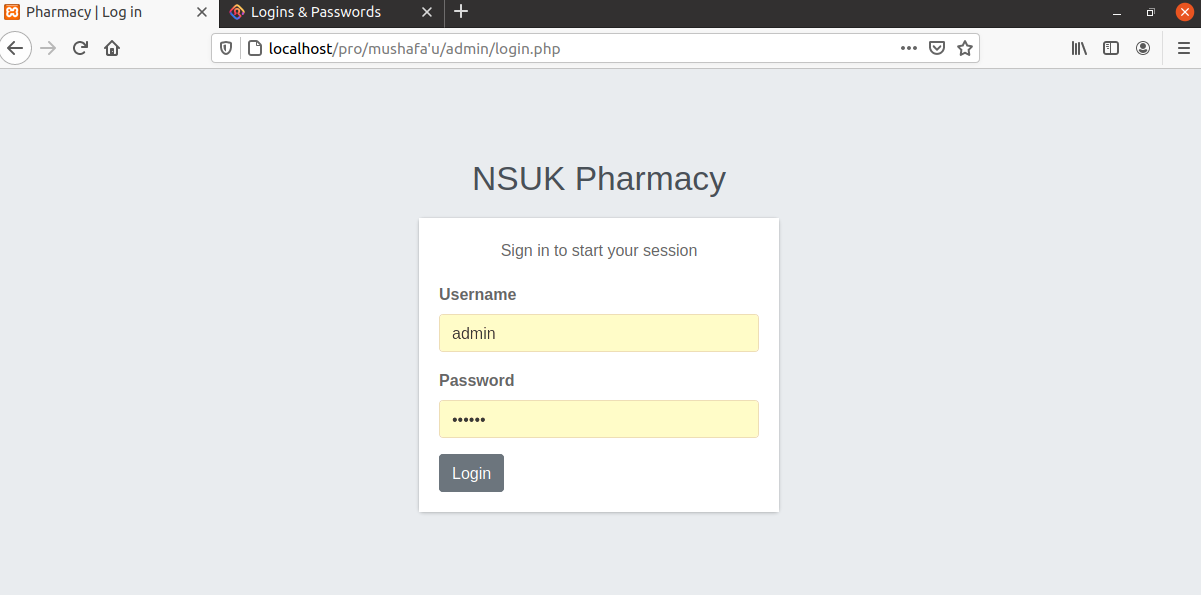 Pharmacy | Log in
Logins & Passwords
localhost/pro/mushafa'u/admin/login.php
NSUK Pharmacy
Sign in to start your session
Username
admin
Password
••••••
Login